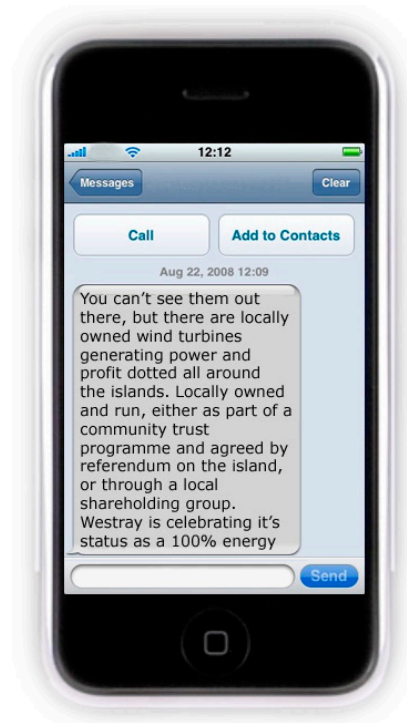 12:12
Messages
Clear
Call
Add to Contacts
Aug 22, 2008 12:09
You can't see them out
there, but there are locally
owned wind turbines
generating power and
profit dotted all around
the islands. Locally owned
and run, either as part of a
community trust
programme and agreed by
referendum on the island,
or through a local
shareholding group.
Westray is celebrating it's
status as a 100% energy
Send